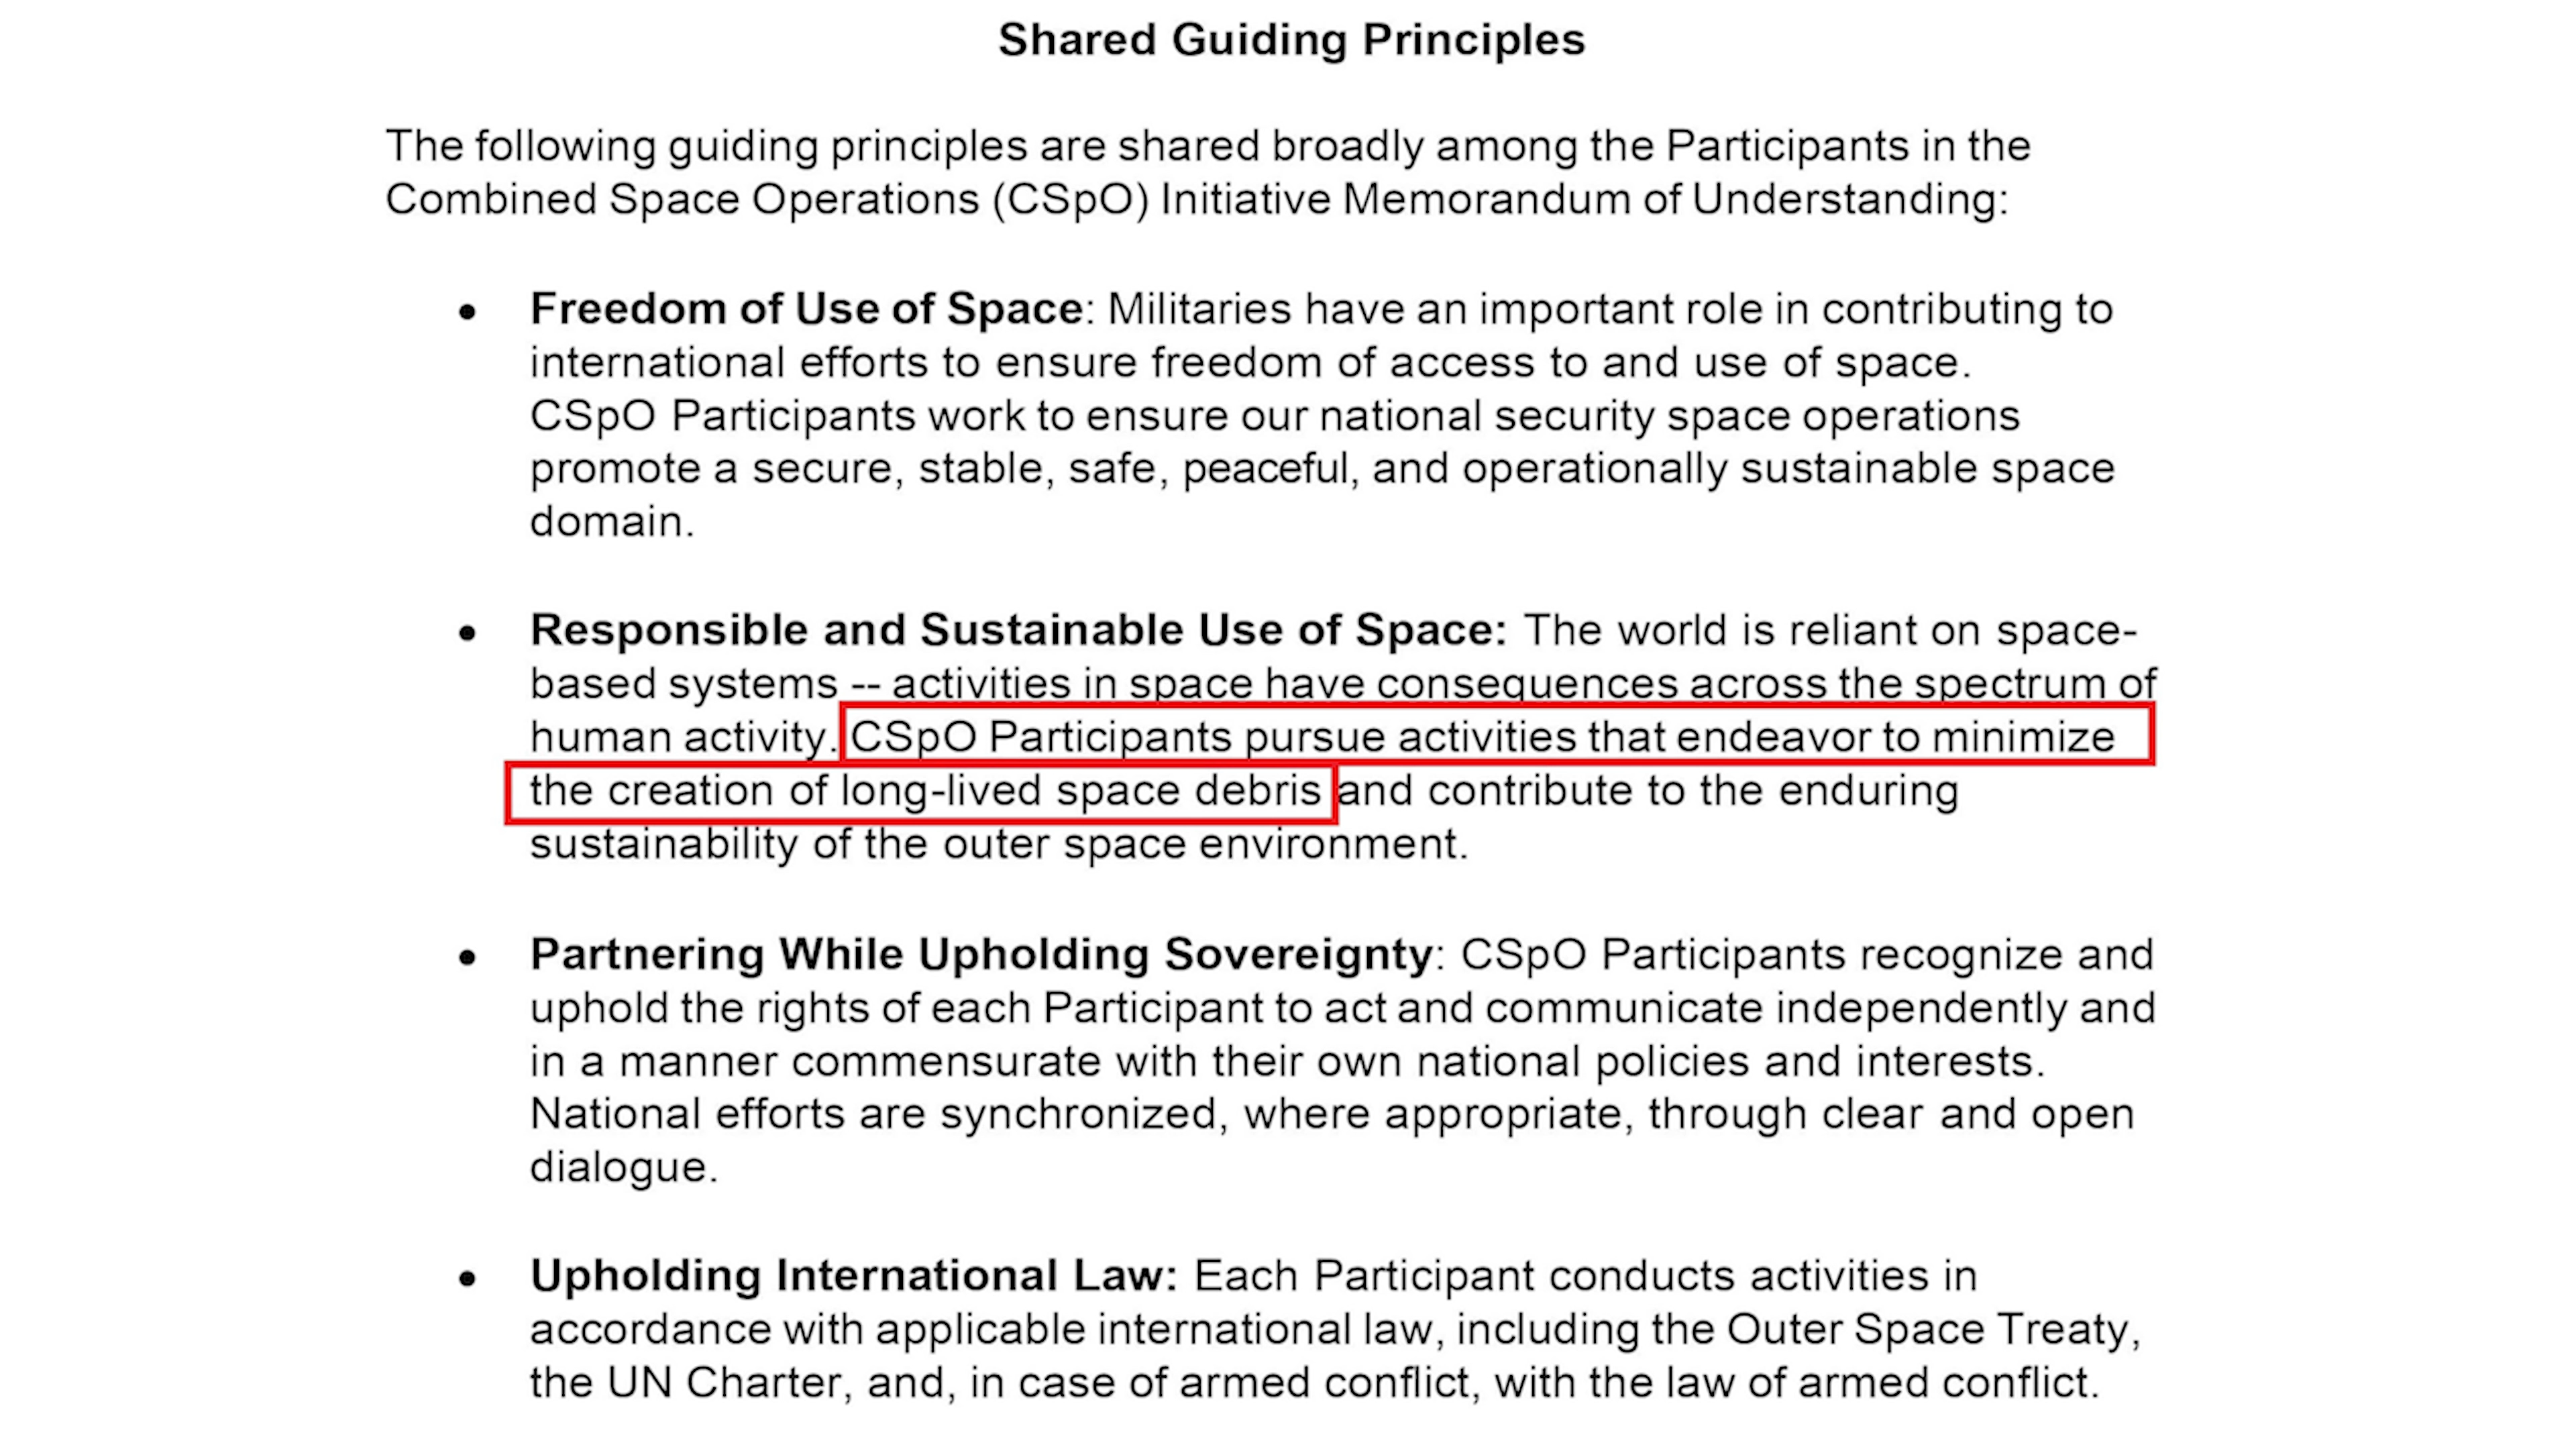 Shared Guiding Principles
The following guiding principles are shared broadly among the Participants in the
Combined Space Operations (CSpO) Initiative Memorandum of Understanding:
• Freedom of Use of Space: Militaries have an important role in contributing to
international efforts to ensure freedom of access to and use of space.
CSpO Participants work to ensure our national security space operations
promote a secure, stable, safe, peaceful, and operationally sustainable space
domain.
• Responsible and Sustainable Use of Space: The world is reliant on space-
based systems -- activities in space have consequences across the spectrum of
human activity. CSpO Participants pursue activities that endeavor to minimize
the creation of long-lived space debris and contribute to the enduring
sustainability of the outer space environment.
• Partnering While Upholding Sovereignty: CSpO Participants recognize and
uphold the rights of each Participant to act and communicate independently and
in a manner commensurate with their own national policies and interests.
National efforts are synchronized, where appropriate, through clear and open
dialogue.
• Upholding International Law: Each Participant conducts activities in
accordance with applicable international law, including the Outer Space Treaty,
the UN Charter, and, in case of armed conflict, with the law of armed conflict.